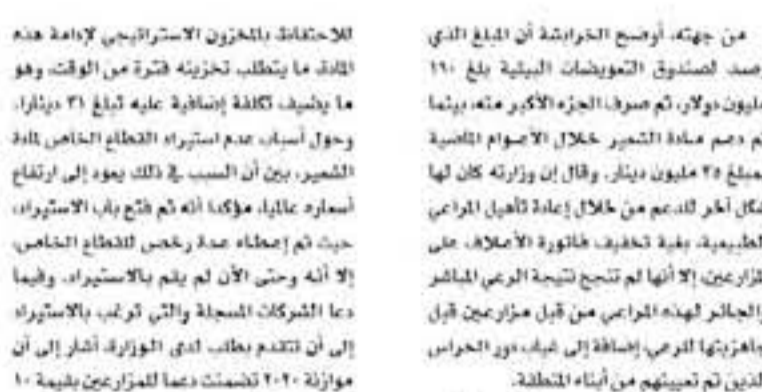 من جهته، أوضح الخرابشة أن المبلغ الذي
رصد لصندوق التعويضات البيئية بلغ ١٦٠
مليون دولار، تم صرف الجزء الأكبر منه، بينما
تم دعم مادة الشعير خلال الأعوام الماضية
بمبلغ ٣٥ مليون دينار. وقال إن وزارته كان لها
شكل آخر للدعم من خلال إعادة تأهيل المراعي
الطبيعية، بغية تخفيف فاتورة الأعلاف على
المزارعين، إلا أنها لم تنجح نتيجة الرعي المباشر
والجائر لهذه المراعي من قبل مزارعين قبل
جاهزيتها للرعي، إضافة إلى غياب دور الحراس
الذين تم تعيينهم من أبناء المنطقة.
للاحتفاظ بالمخزون الاستراتيجي لإدامة هذه
المادة، ما يتطلب تخزينه فترة من الوقت، وهو
ما يضيف تكلفة إضافية عليه تبلغ ٣١ دينارا.
وحول أسباب عدم استيراد القطاع الخاص لمادة
الشعير، بين أن السبب في ذلك يعود إلى ارتفاع
أسعاره عالميا، مؤكدا أنه تم فتح باب الاستيراد،
حيث تم إعطاء عدة رخص للقطاع الخاص،
إلا أنه وحتى الآن لم يقم بالاستيراد. وفيما
دعا الشركات المسجلة والتي ترغب بالاستيراد
إلى أن تتقدم بطلب لدى الوزارة، أشار إلى أن
موازنة ٢٠٢٠ تضمنت دعما للمزارعين بقيمة ١٠